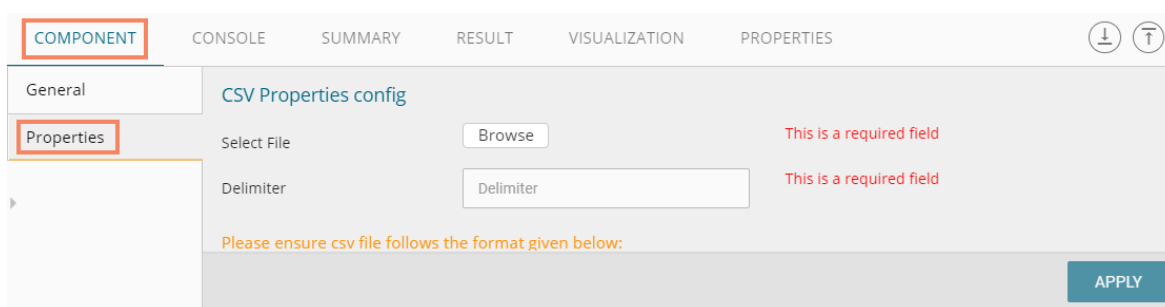 COMPONENT CONSOLE SUMMARY RESULT VISUALIZATION PROPERTIES
General
Properties
CSV Properties config
Select File Browse This is a required field
Delimiter Delimiter This is a required field
Please ensure csv file follows the format given below:
APPLY